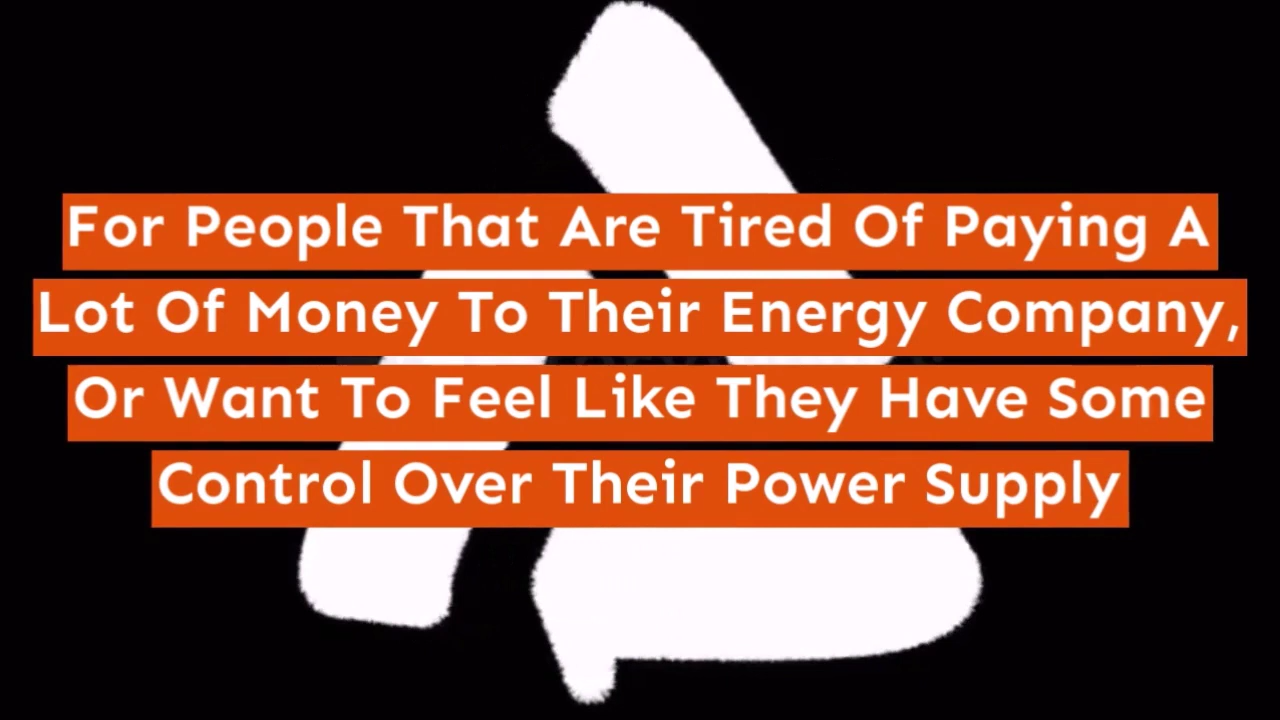 For People That Are Tired Of Paying A
Lot Of Money To Their Energy Company,
Or Want To Feel Like They Have Some
Control Over Their Power Supply